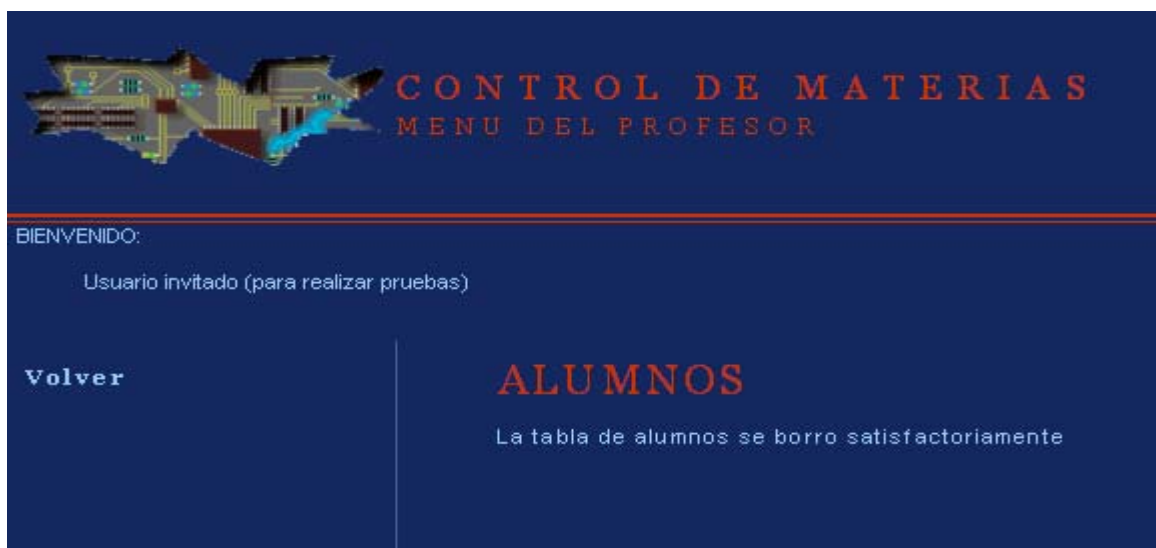 CONTROL DE MATERIAS
MENU DEL PROFESOR
BIENVENIDO:
Usuario invitado (para realizar pruebas)
Volver
ALUMNOS
La tabla de alumnos se borro satisfactoriamente